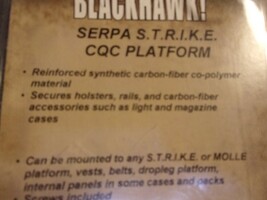 BLACKHAWK!
SERPA S.T.R.I.K.E.
CQC PLATFORM
• Reinforced synthetic carbon-fiber co-polymer
material
• Secures holsters, rails, and carbon-fiber
accessories such as light and magazine
cases
• Can be mounted to any S.T.R.I.K.E. or MOLLE
platform, vests, belts, dropleg platform,
internal panels in some cases and packs
• Screws included